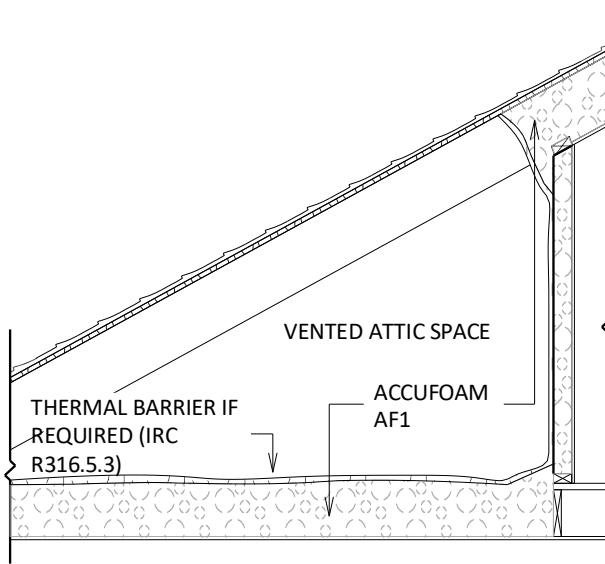 VENTED ATTIC SPACE
THERMAL BARRIER IF
REQUIRED (IRC
R316.5.3)
ACCUFOAM
AF1